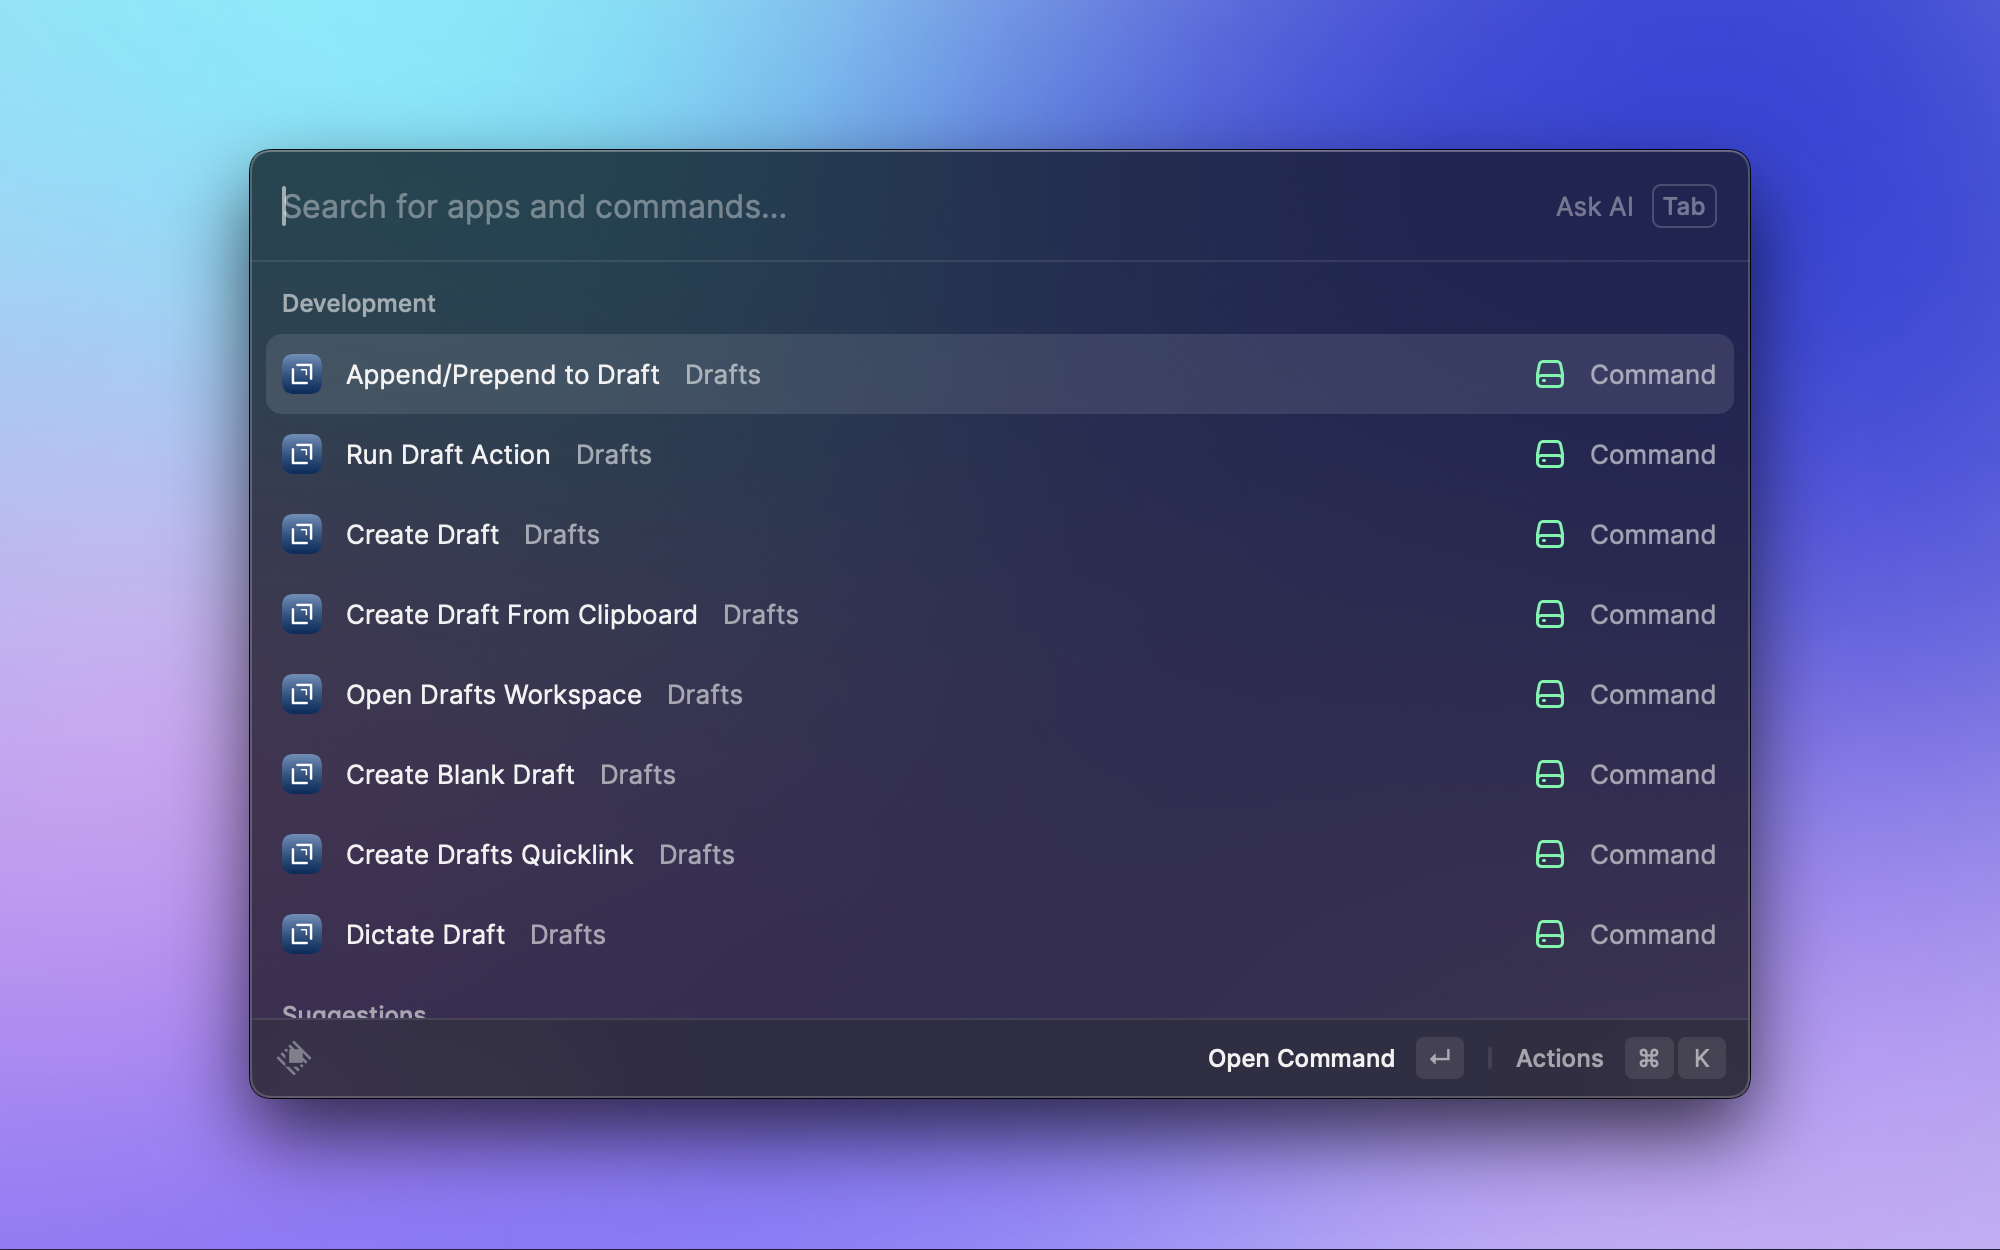 Search for apps and commands... Ask AI Tab
Development
Append/Prepend to Draft Drafts Command
Run Draft Action Drafts Command
Create Draft Drafts Command
Create Draft From Clipboard Drafts Command
Open Drafts Workspace Drafts Command
Create Blank Draft Drafts Command
Create Drafts Quicklink Drafts Command
Dictate Draft Drafts Command
Suggestions
Open Command ↵ Actions ⌘ K